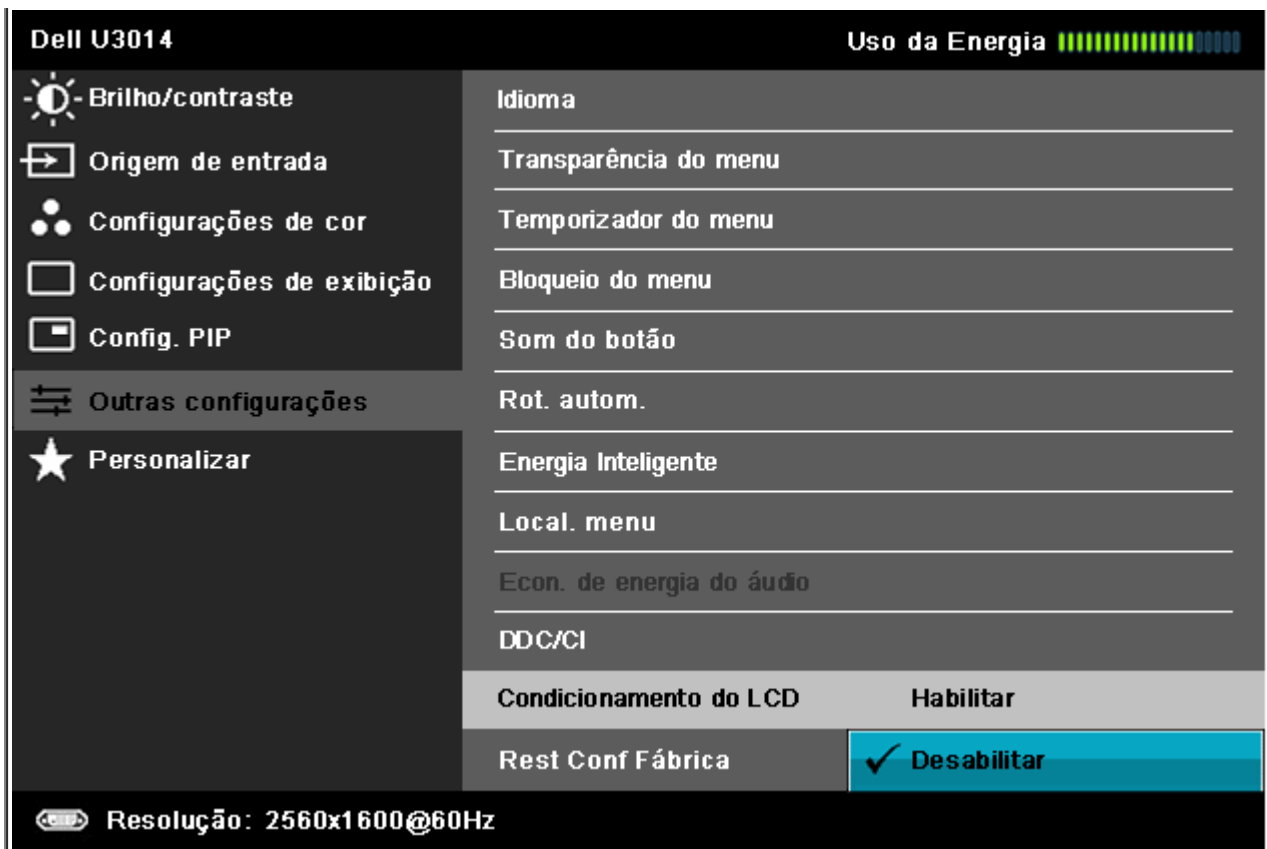 Dell U3014
Uso da Energia
Brilho/contraste
Origem de entrada
Configurações de cor
Configurações de exibição
Config. PIP
Outras configurações
Personalizar
Idioma
Transparência do menu
Temporizador do menu
Bloqueio do menu
Som do botão
Rot. autom.
Energia Inteligente
Local. menu
Econ. de energia do áudio
DDC/CI
Condicionamento do LCD
Habilitar
Rest Conf Fábrica
Desabilitar
Resolução: 2560x1600@60Hz